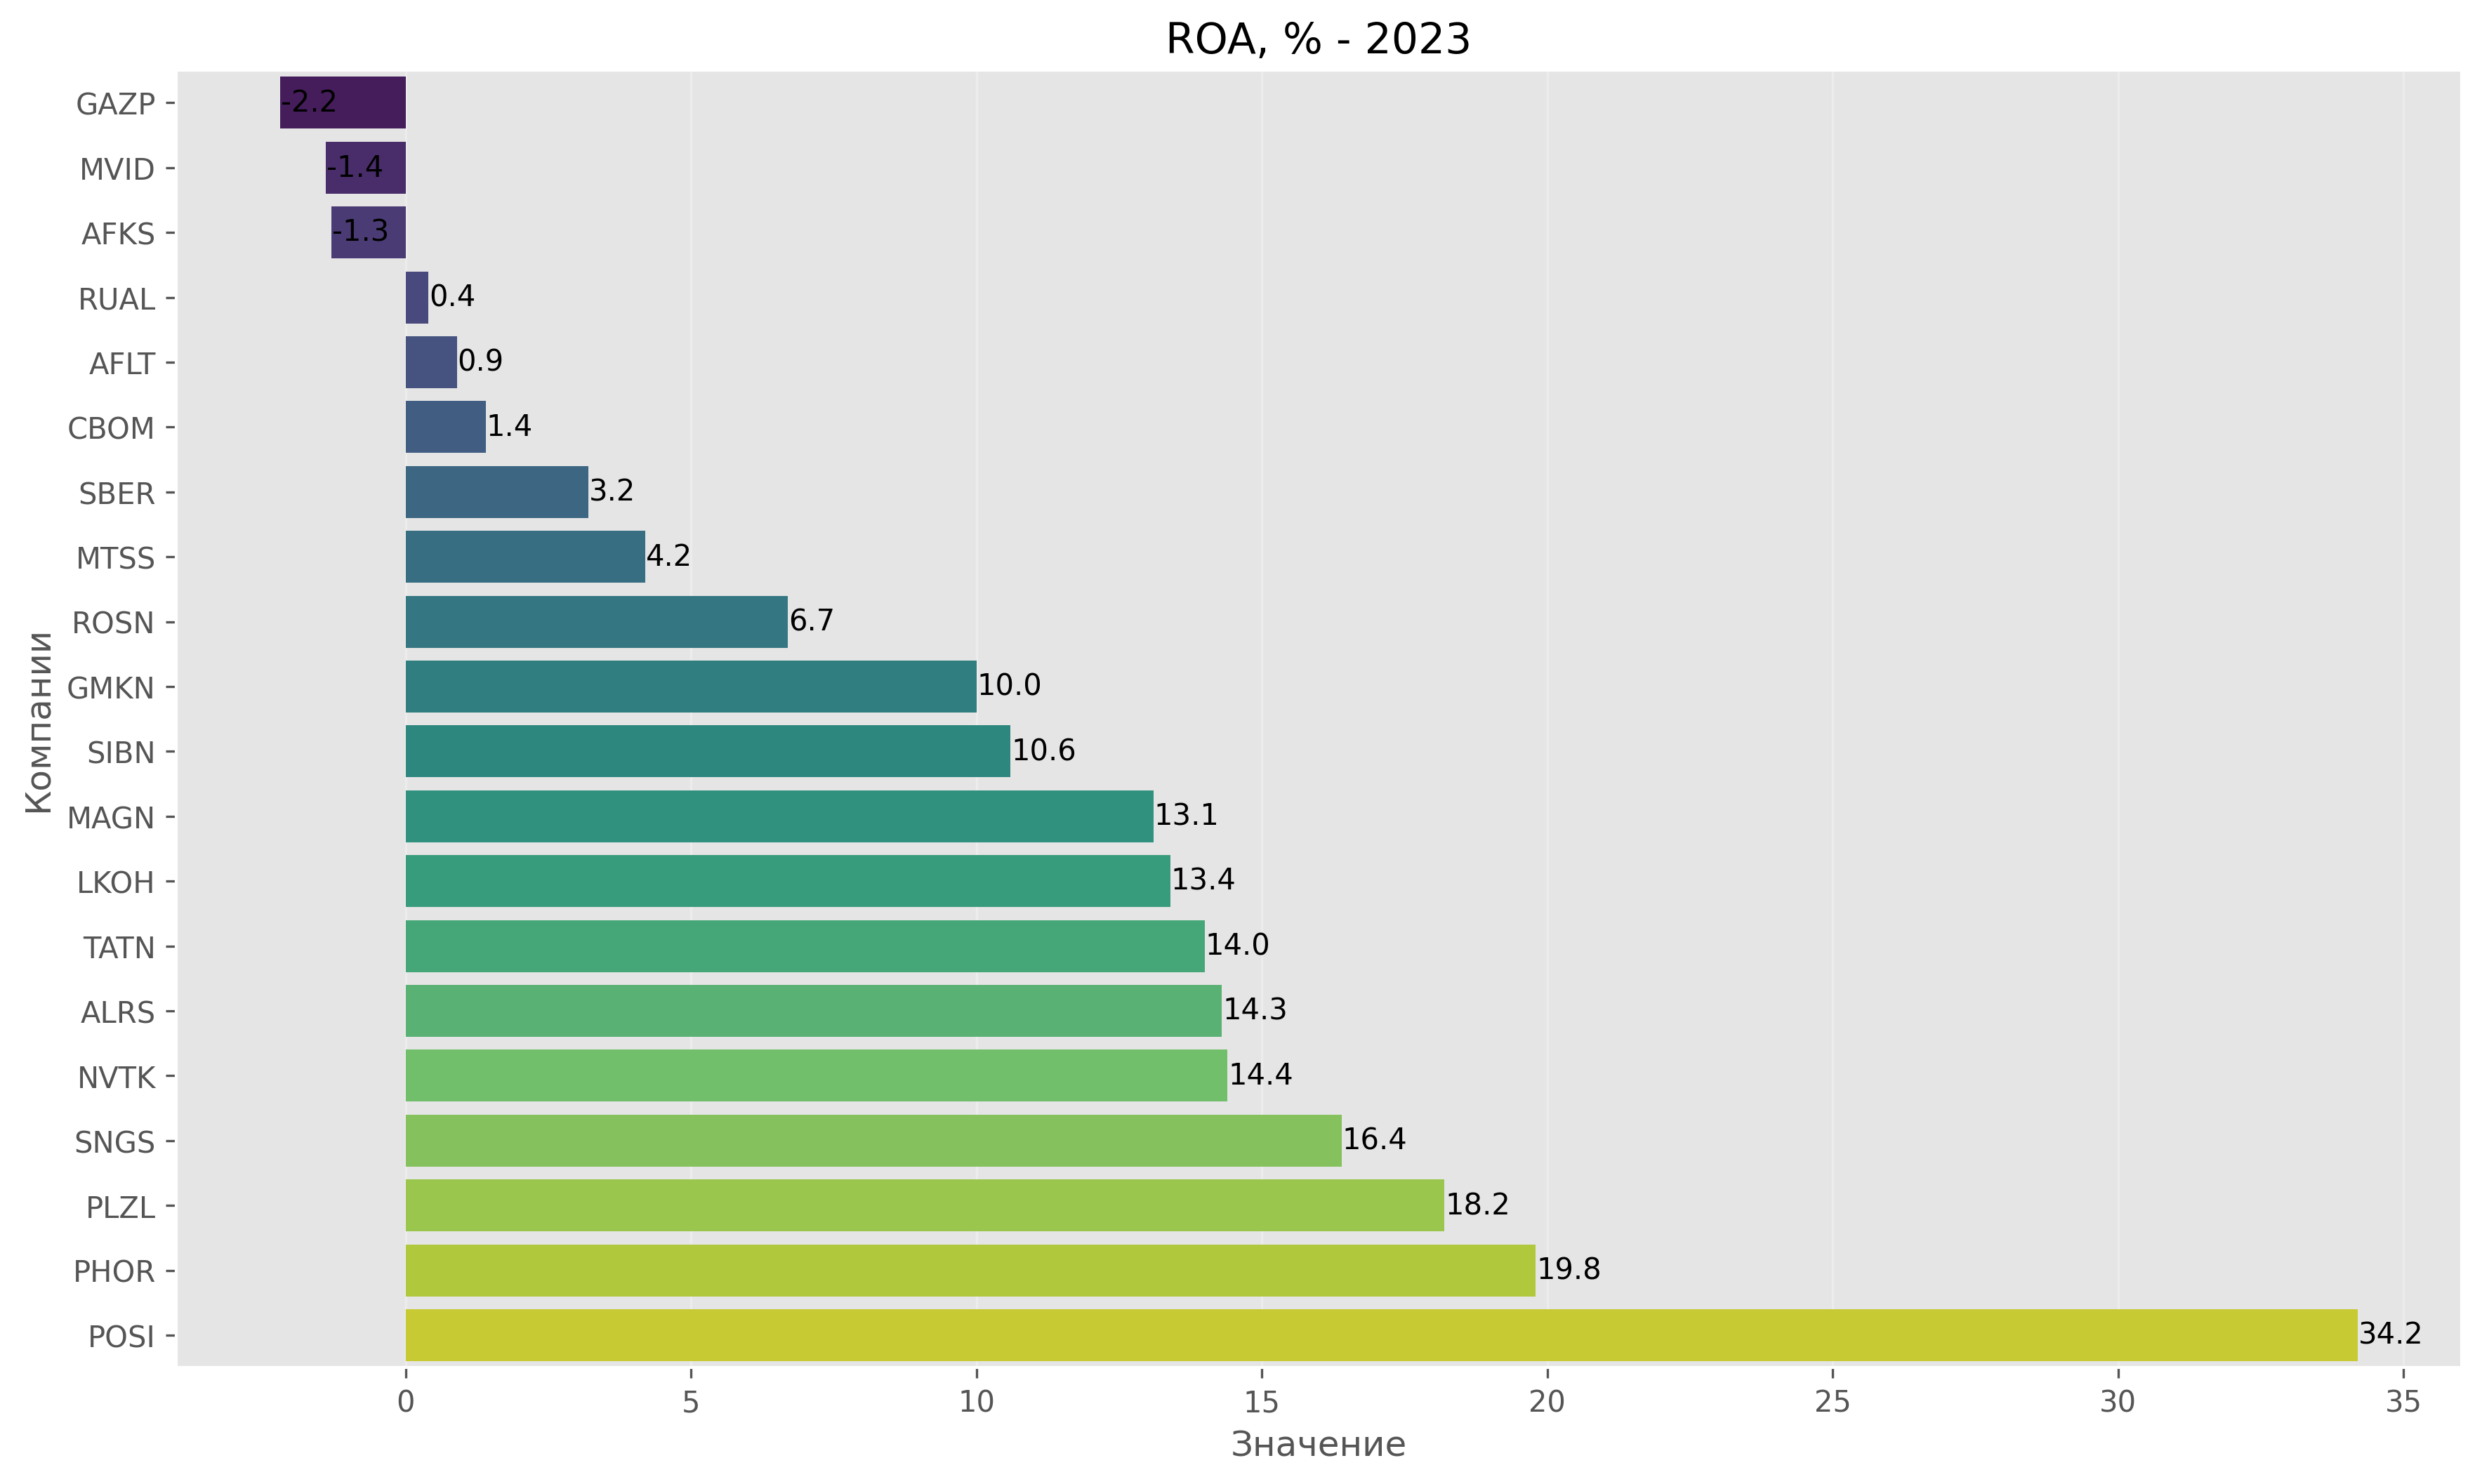 ROA, % - 2023
Компании
GAZP -2.2
MVID -1.4
AFKS -1.3
RUAL 0.4
AFLT 0.9
CBOM 1.4
SBER 3.2
MTSS 4.2
ROSN 6.7
GMKN 10.0
SIBN 10.6
MAGN 13.1
LKOH 13.4
TATN 14.0
ALRS 14.3
NVTK 14.4
SNGS 16.4
PLZL 18.2
PHOR 19.8
POSI 34.2
0 5 10 15 20 25 30 35
Значение